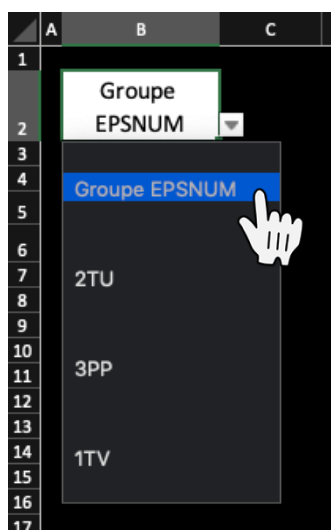 A B C
1
Groupe
2 EPSNUM
3
4 Groupe EPSNUM
5
6
7 2TU
8
9
10
11 3PP
12
13
14 1TV
15
16
17